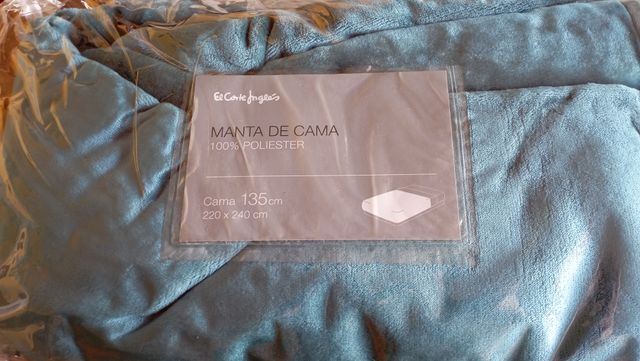 El Corte Inglés
MANTA DE CAMA
100% POLIESTER
Cama 135cm
220 x 240 cm